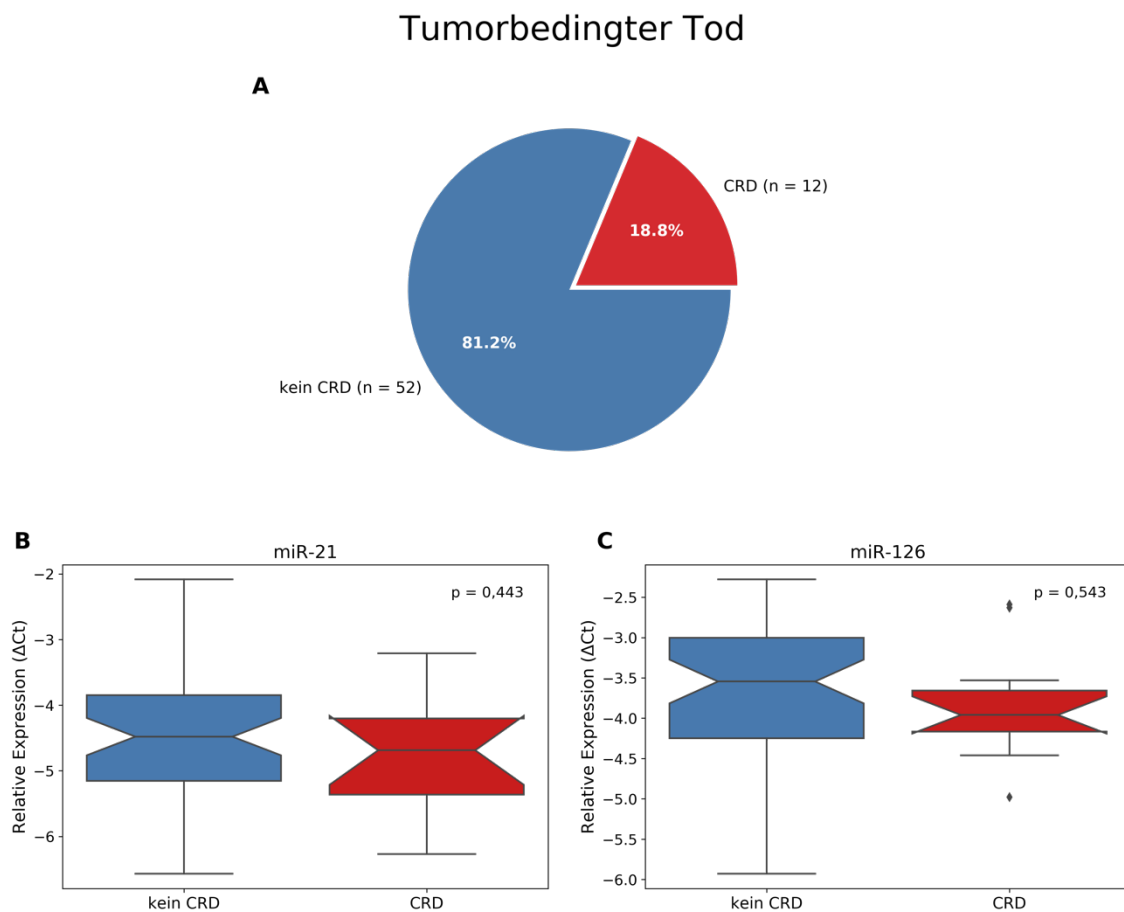 Tumorbedingter Tod
A
CRD (n = 12)
18.8%
81.2%
kein CRD (n = 52)
B
miR-21
p = 0,443
Relative Expression (ΔCt)
−2
−3
−4
−5
−6
kein CRD
CRD
C
miR-126
p = 0,543
Relative Expression (ΔCt)
−2.5
−3.0
−3.5
−4.0
−4.5
−5.0
−5.5
−6.0
kein CRD
CRD